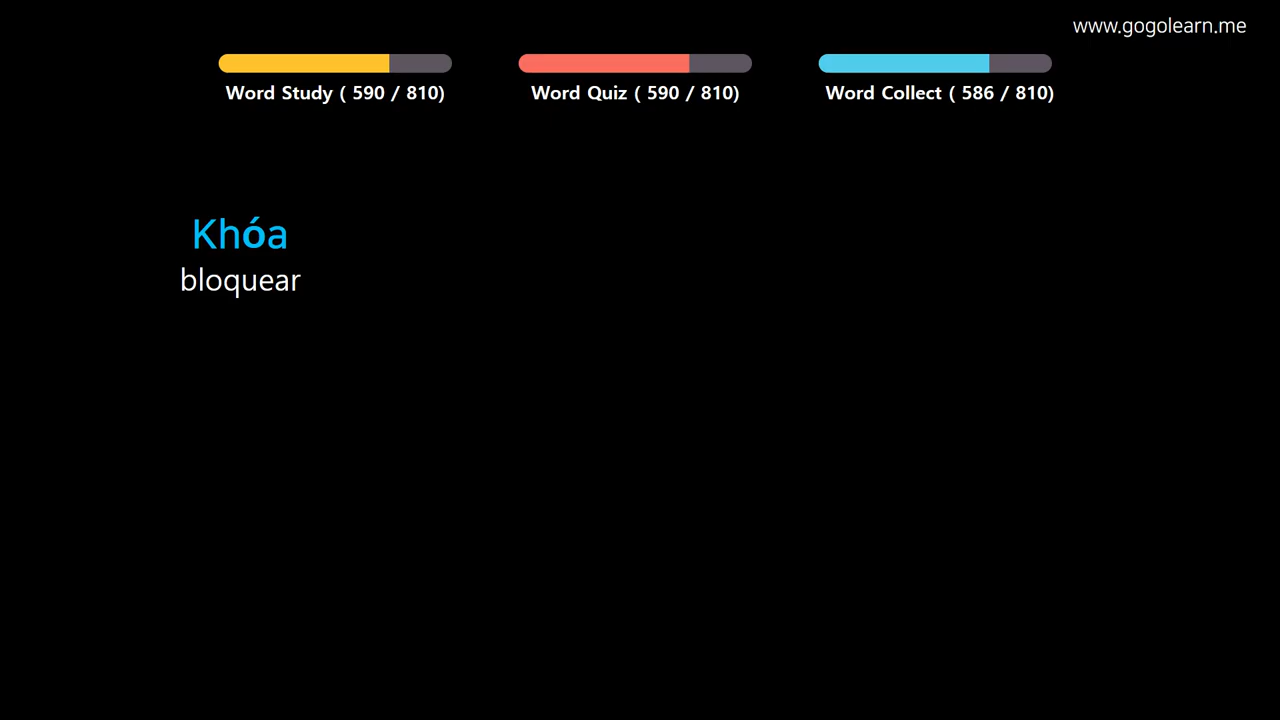 www.gogolearn.me
Word Study ( 590 / 810)
Word Quiz ( 590 / 810)
Word Collect ( 586 / 810)
Khóa
bloquear